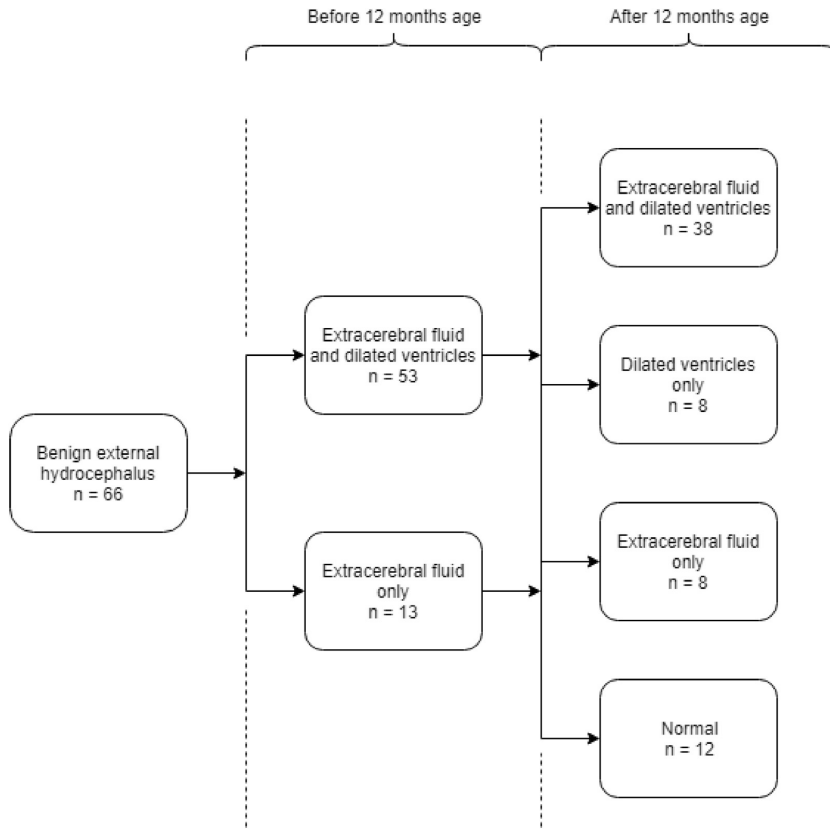 Before 12 months age
After 12 months age
Extracerebral fluid
and dilated ventricles
n = 38
Extracerebral fluid
and dilated ventricles
n = 53
Dilated ventricles
only
n = 8
Benign external
hydrocephalus
n = 66
Extracerebral fluid
only
n = 13
Extracerebral fluid
only
n = 8
Normal
n = 12